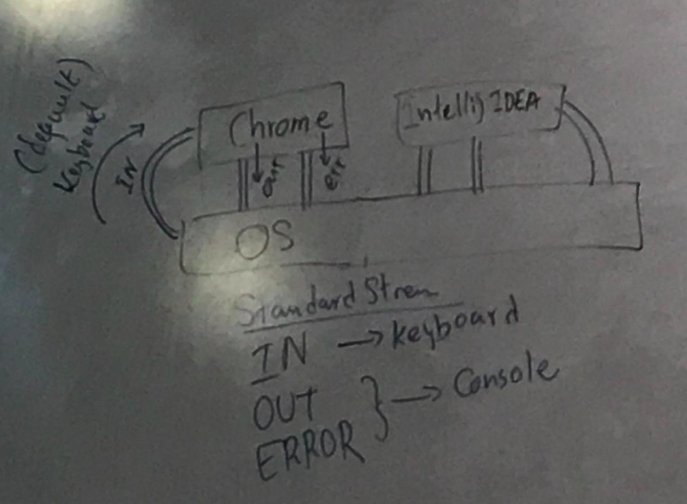 (default)
Keyboard
IN
Chrome
out
err
Intellij IDEA
OS
Standard Strem
IN → keyboard
OUT
ERROR } → Console